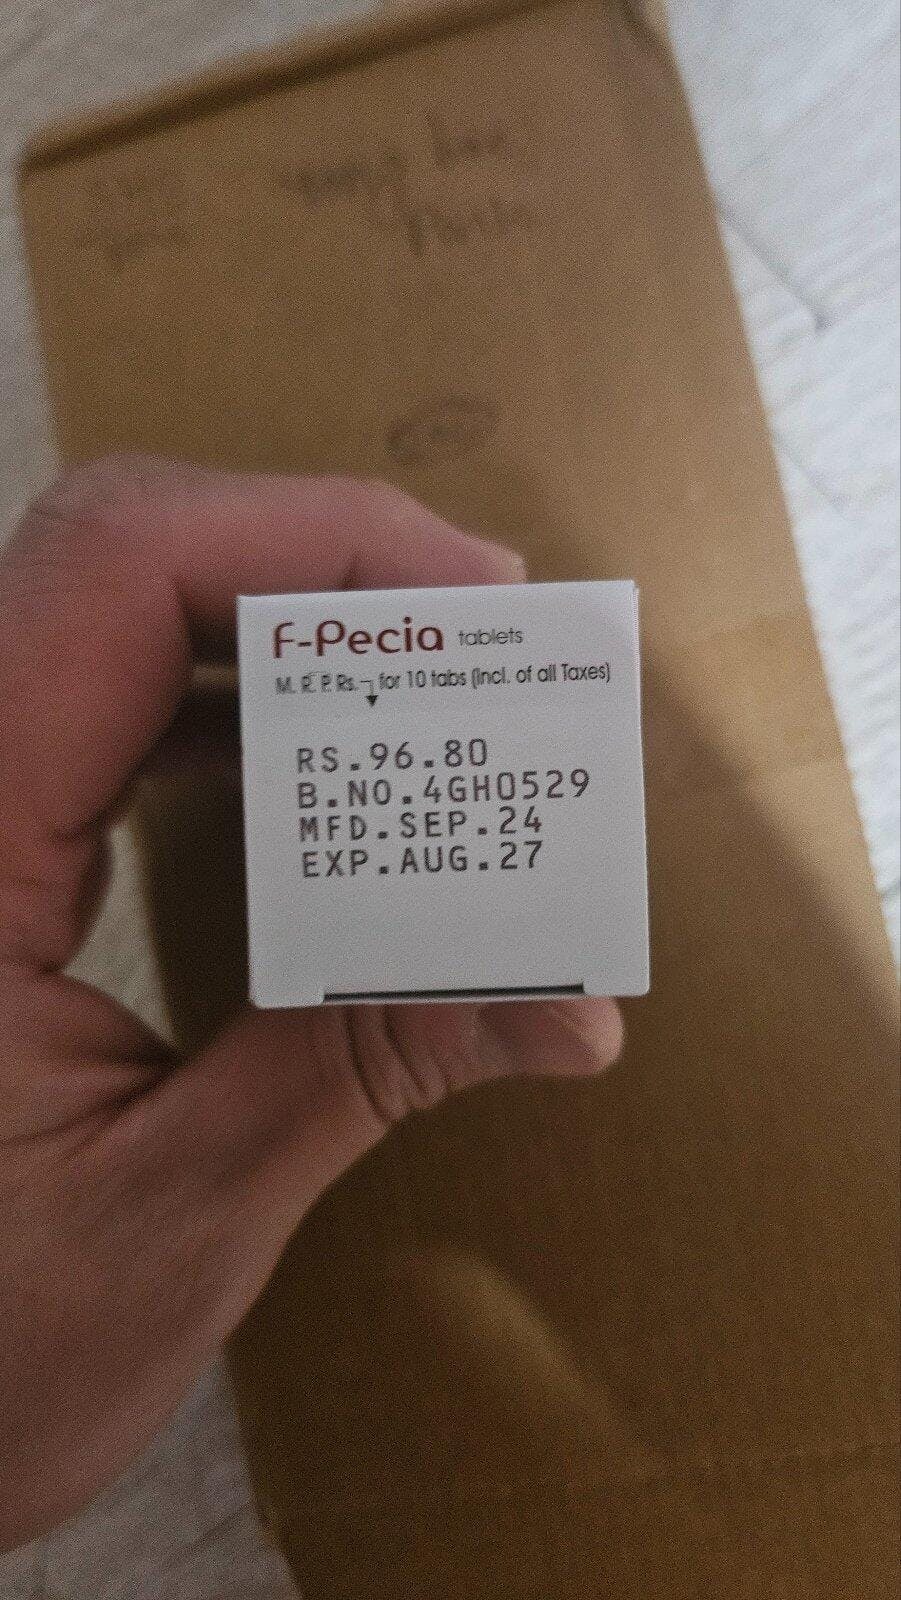 F-Pecia tablets
M. R. P. Rs. for 10 tabs (Incl. of all Taxes)
RS.96.80
B.NO.4GH0529
MFD.SEP.24
EXP.AUG.27